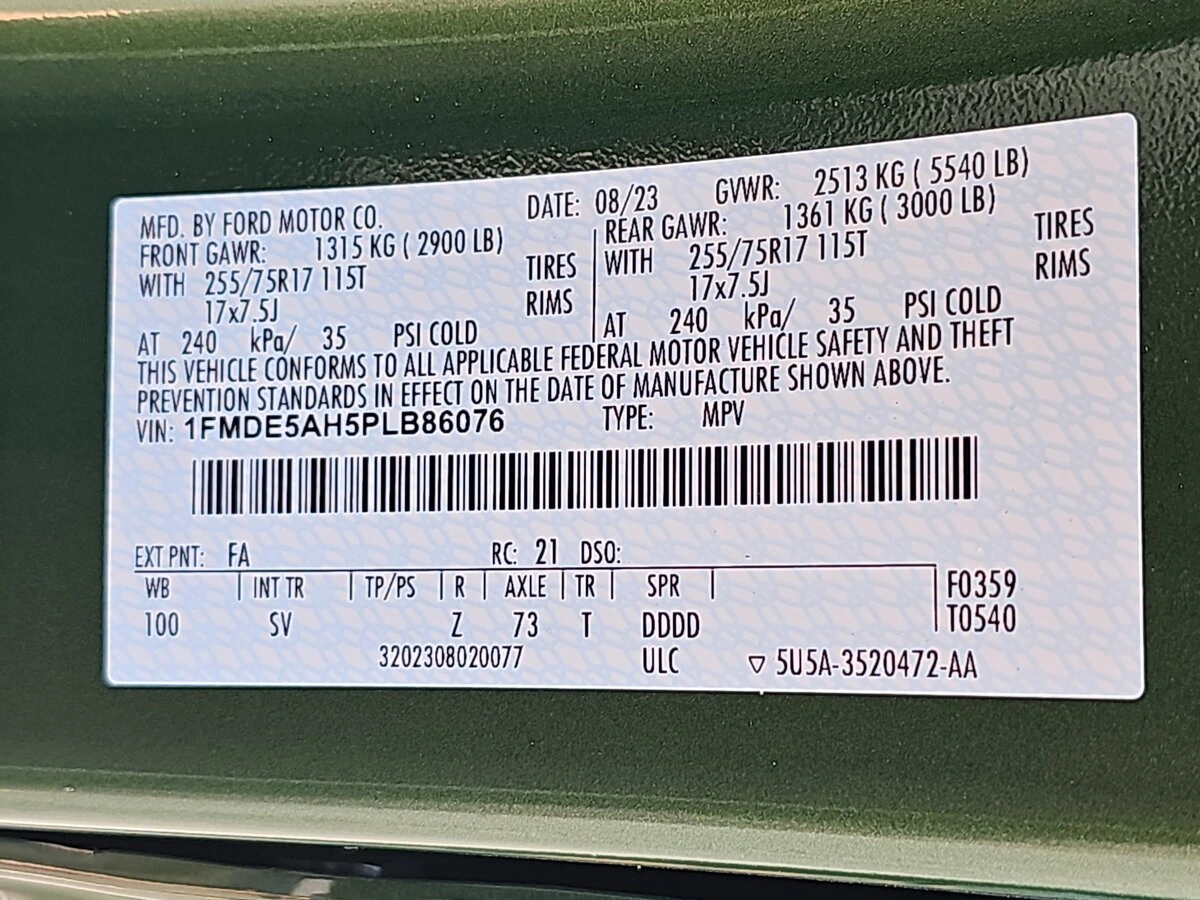 MFD. BY FORD MOTOR CO. DATE: 08/23 GVWR: 2513 KG ( 5540 LB)
FRONT GAWR: 1315 KG ( 2900 LB) REAR GAWR: 1361 KG ( 3000 LB)
WITH 255/75R17 115T TIRES WITH 255/75R17 115T TIRES
17x7.5J RIMS 17x7.5J RIMS
AT 240 kPa/ 35 PSI COLD AT 240 kPa/ 35 PSI COLD
THIS VEHICLE CONFORMS TO ALL APPLICABLE FEDERAL MOTOR VEHICLE SAFETY AND THEFT
PREVENTION STANDARDS IN EFFECT ON THE DATE OF MANUFACTURE SHOWN ABOVE.
VIN: 1FMDE5AH5PLB86076 TYPE: MPV
EXT PNT: FA RC: 21 DSO:
WB INT TR TP/PS R AXLE TR SPR F0359
100 SV Z 73 T DDDD T0540
3202308020077 ULC ▽ 5U5A-3520472-AA